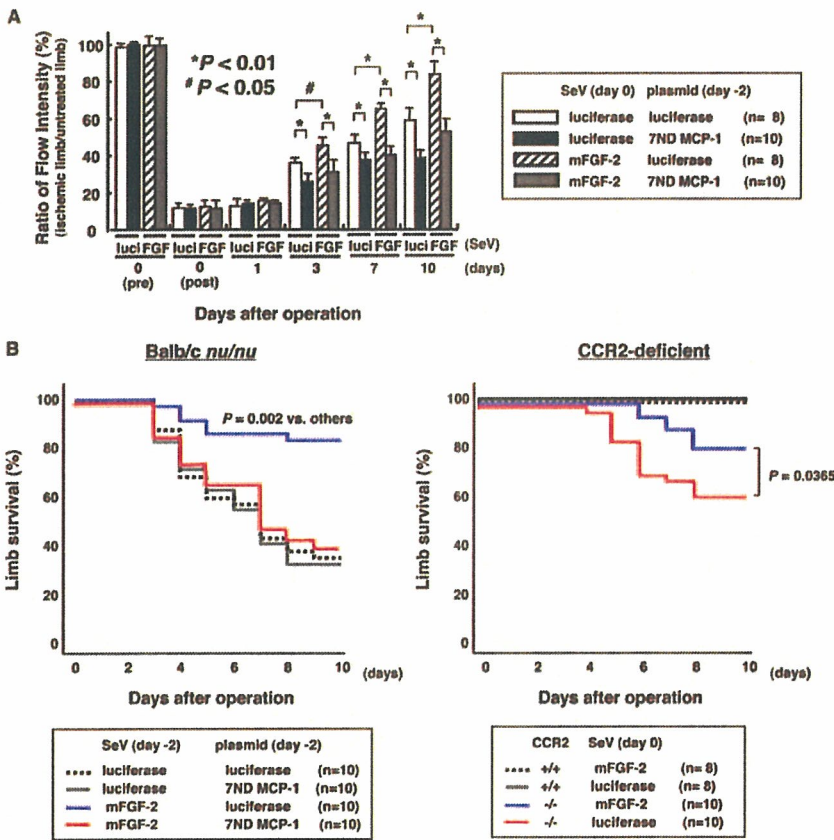 A
Ratio of Flow Intensity (%)
(Ischemic limb/untreated limb)
100
80
60
40
20
0
*P < 0.01
#P < 0.05
* # * * * * * * * *
luci FGF luci FGF luci FGF luci FGF luci FGF luci FGF (SeV)
0 0 1 3 7 10 (days)
(pre) (post)
Days after operation
SeV (day 0) plasmid (day -2)
luciferase luciferase (n= 8)
luciferase 7ND MCP-1 (n=10)
mFGF-2 luciferase (n= 8)
mFGF-2 7ND MCP-1 (n=10)
B
Balb/c nu/nu
Limb survival (%)
100
80
60
40
20
0
P = 0.002 vs. others
0 2 4 6 8 10 (days)
Days after operation
SeV (day -2) plasmid (day -2)
luciferase luciferase (n=10)
luciferase 7ND MCP-1 (n=10)
mFGF-2 luciferase (n=10)
mFGF-2 7ND MCP-1 (n=10)
CCR2-deficient
Limb survival (%)
100
80
60
40
20
0
P = 0.0365
0 2 4 6 8 10 (days)
Days after operation
CCR2 SeV (day 0)
+/+ mFGF-2 (n= 8)
+/+ luciferase (n= 8)
-/- mFGF-2 (n=10)
-/- luciferase (n=10)